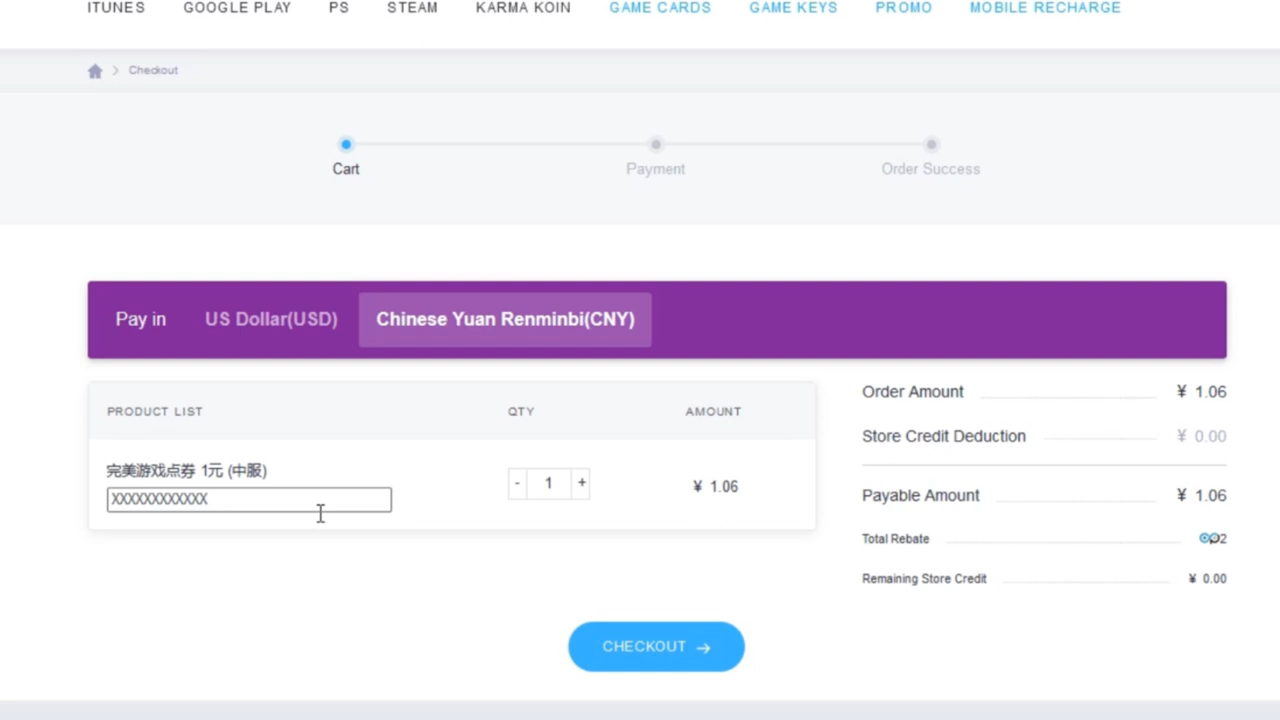 ITUNES GOOGLE PLAY PS STEAM KARMA KOIN GAME CARDS GAME KEYS PROMO MOBILE RECHARGE
Checkout
Cart Payment Order Success
Pay in US Dollar(USD) Chinese Yuan Renminbi(CNY)
PRODUCT LIST QTY AMOUNT
完美游戏点券 1元 (中服)
XXXXXXXXXXXX
- 1 + ¥ 1.06
Order Amount ¥ 1.06
Store Credit Deduction ¥ 0.00
Payable Amount ¥ 1.06
Total Rebate 2
Remaining Store Credit ¥ 0.00
CHECKOUT →